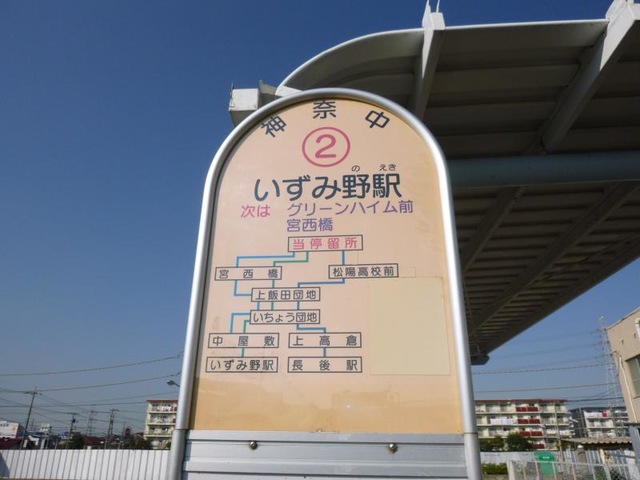 神奈中
2
いずみ野駅
の えき
次は グリーンハイム前
宮西橋
当停留所
宮西橋 松陽高校前
上飯田団地
いちょう団地
中屋敷 上高倉
いずみ野駅 長後駅